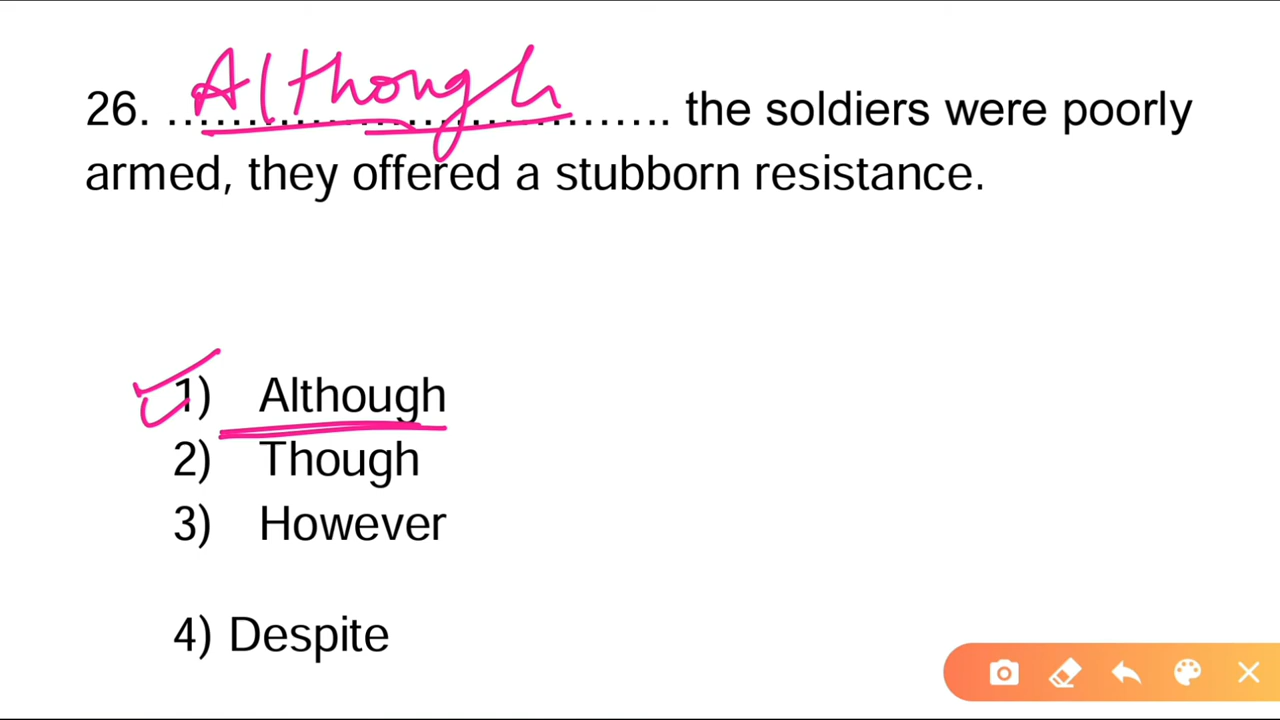 26. Although ................................. the soldiers were poorly
armed, they offered a stubborn resistance.
1) Although
2) Though
3) However
4) Despite